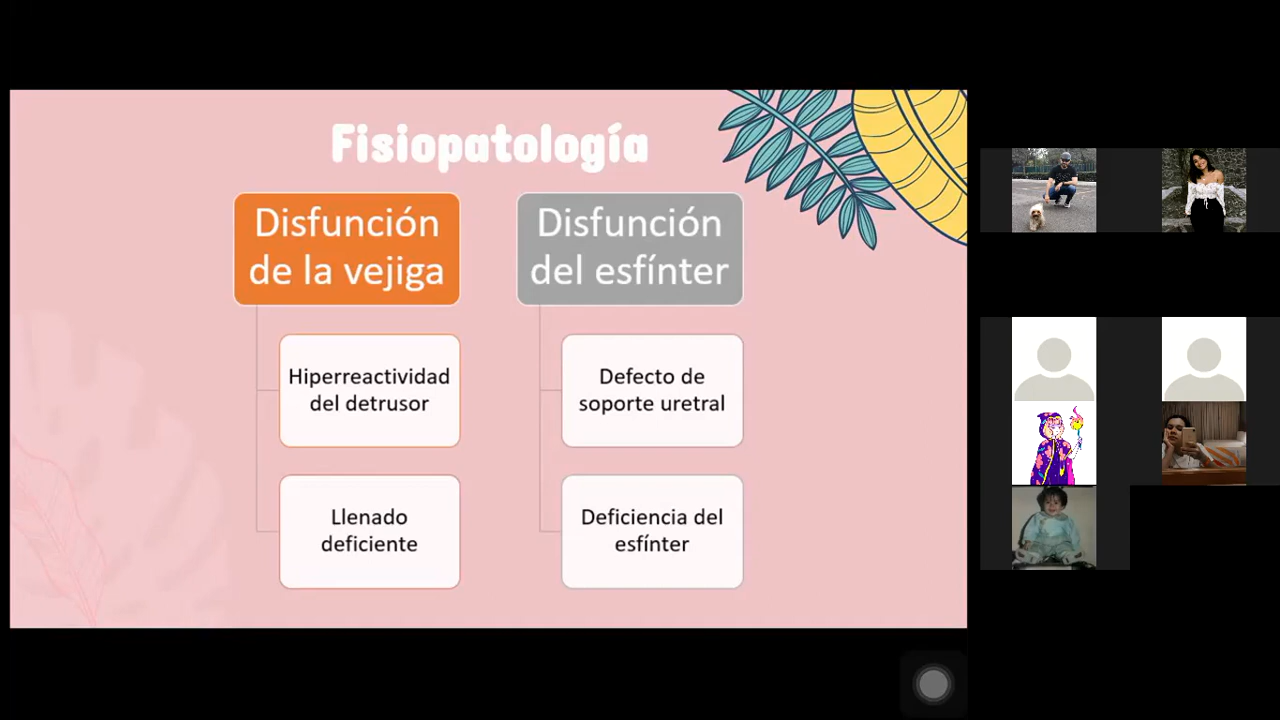 Fisiopatología
Disfunción
de la vejiga
Hiperreactividad
del detrusor
Llenado
deficiente
Disfunción
del esfínter
Defecto de
soporte uretral
Deficiencia del
esfínter